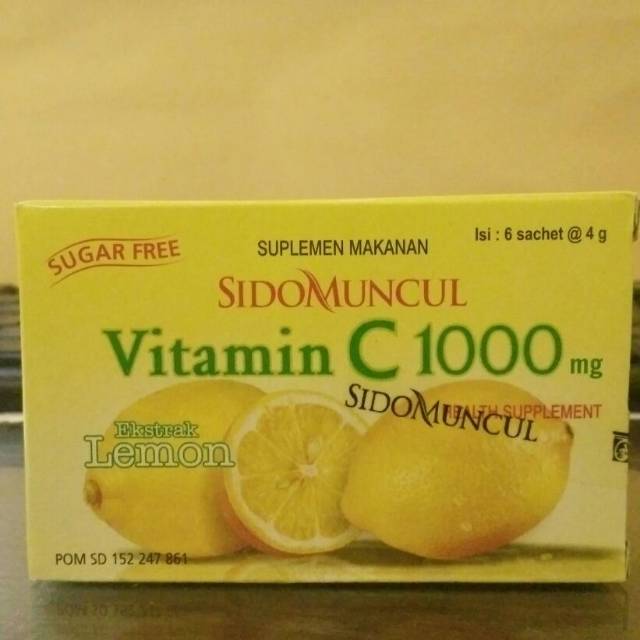 SUGAR FREE
SUPLEMEN MAKANAN
Isi : 6 sachet @ 4 g
SIDOMUNCUL
Vitamin C 1000 mg
SIDOMUNCUL
HEALTH SUPPLEMENT
Ekstrak
Lemon
POM SD 152 247 861